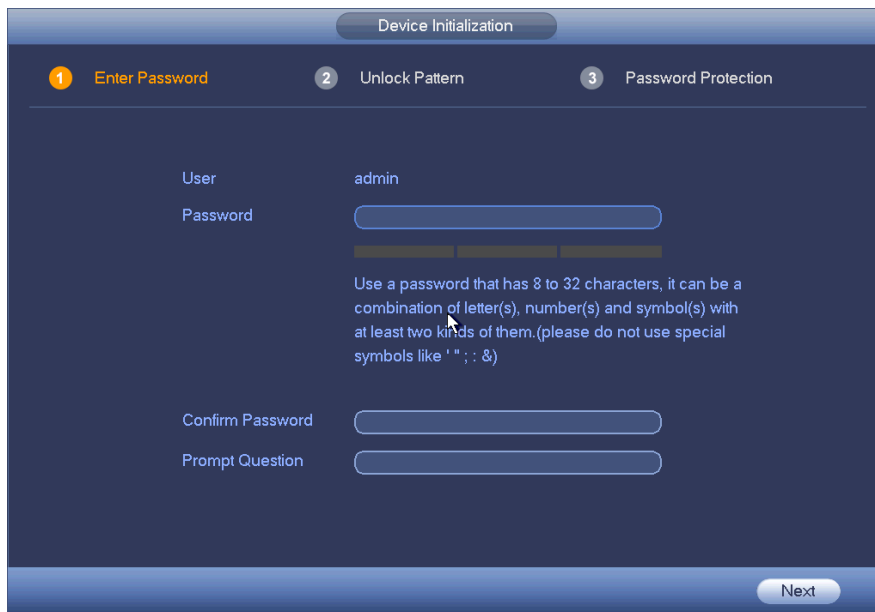 Device Initialization
1 Enter Password 2 Unlock Pattern 3 Password Protection
User admin
Password
Use a password that has 8 to 32 characters, it can be a
combination of letter(s), number(s) and symbol(s) with
at least two kinds of them.(please do not use special
symbols like ' " ; : &)
Confirm Password
Prompt Question
Next